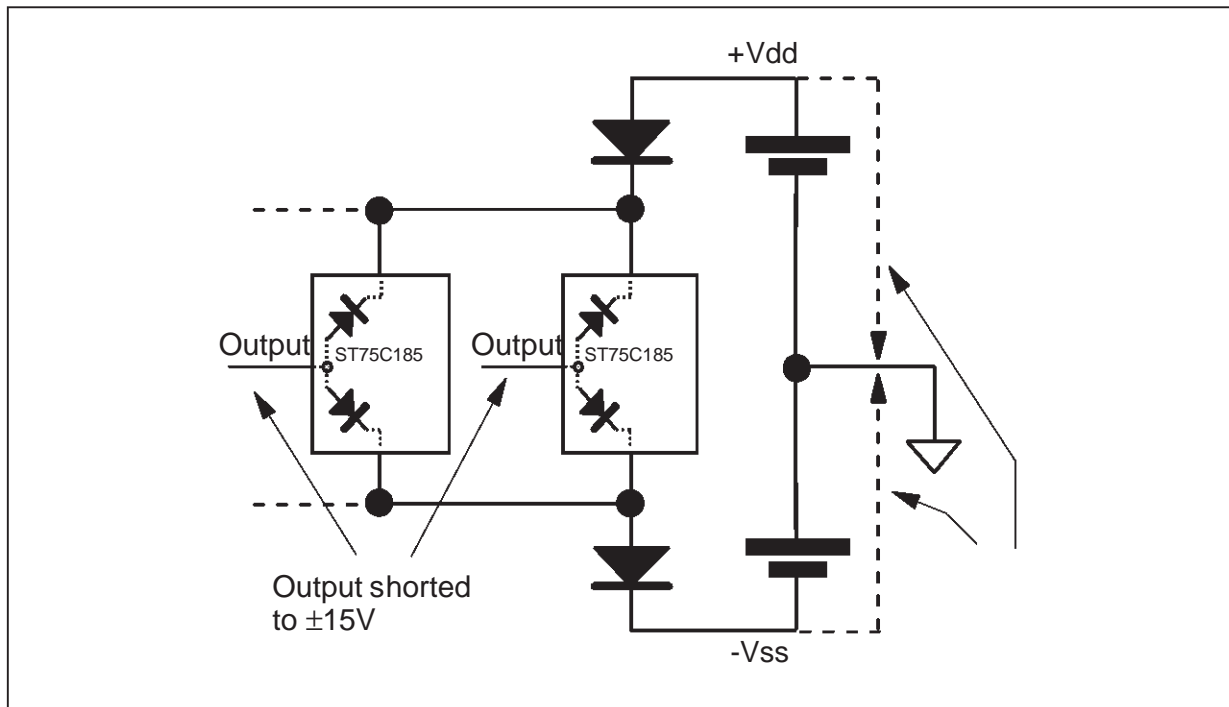 +Vdd
Output
ST75C185
Output
ST75C185
Output shorted
to ±15V
-Vss